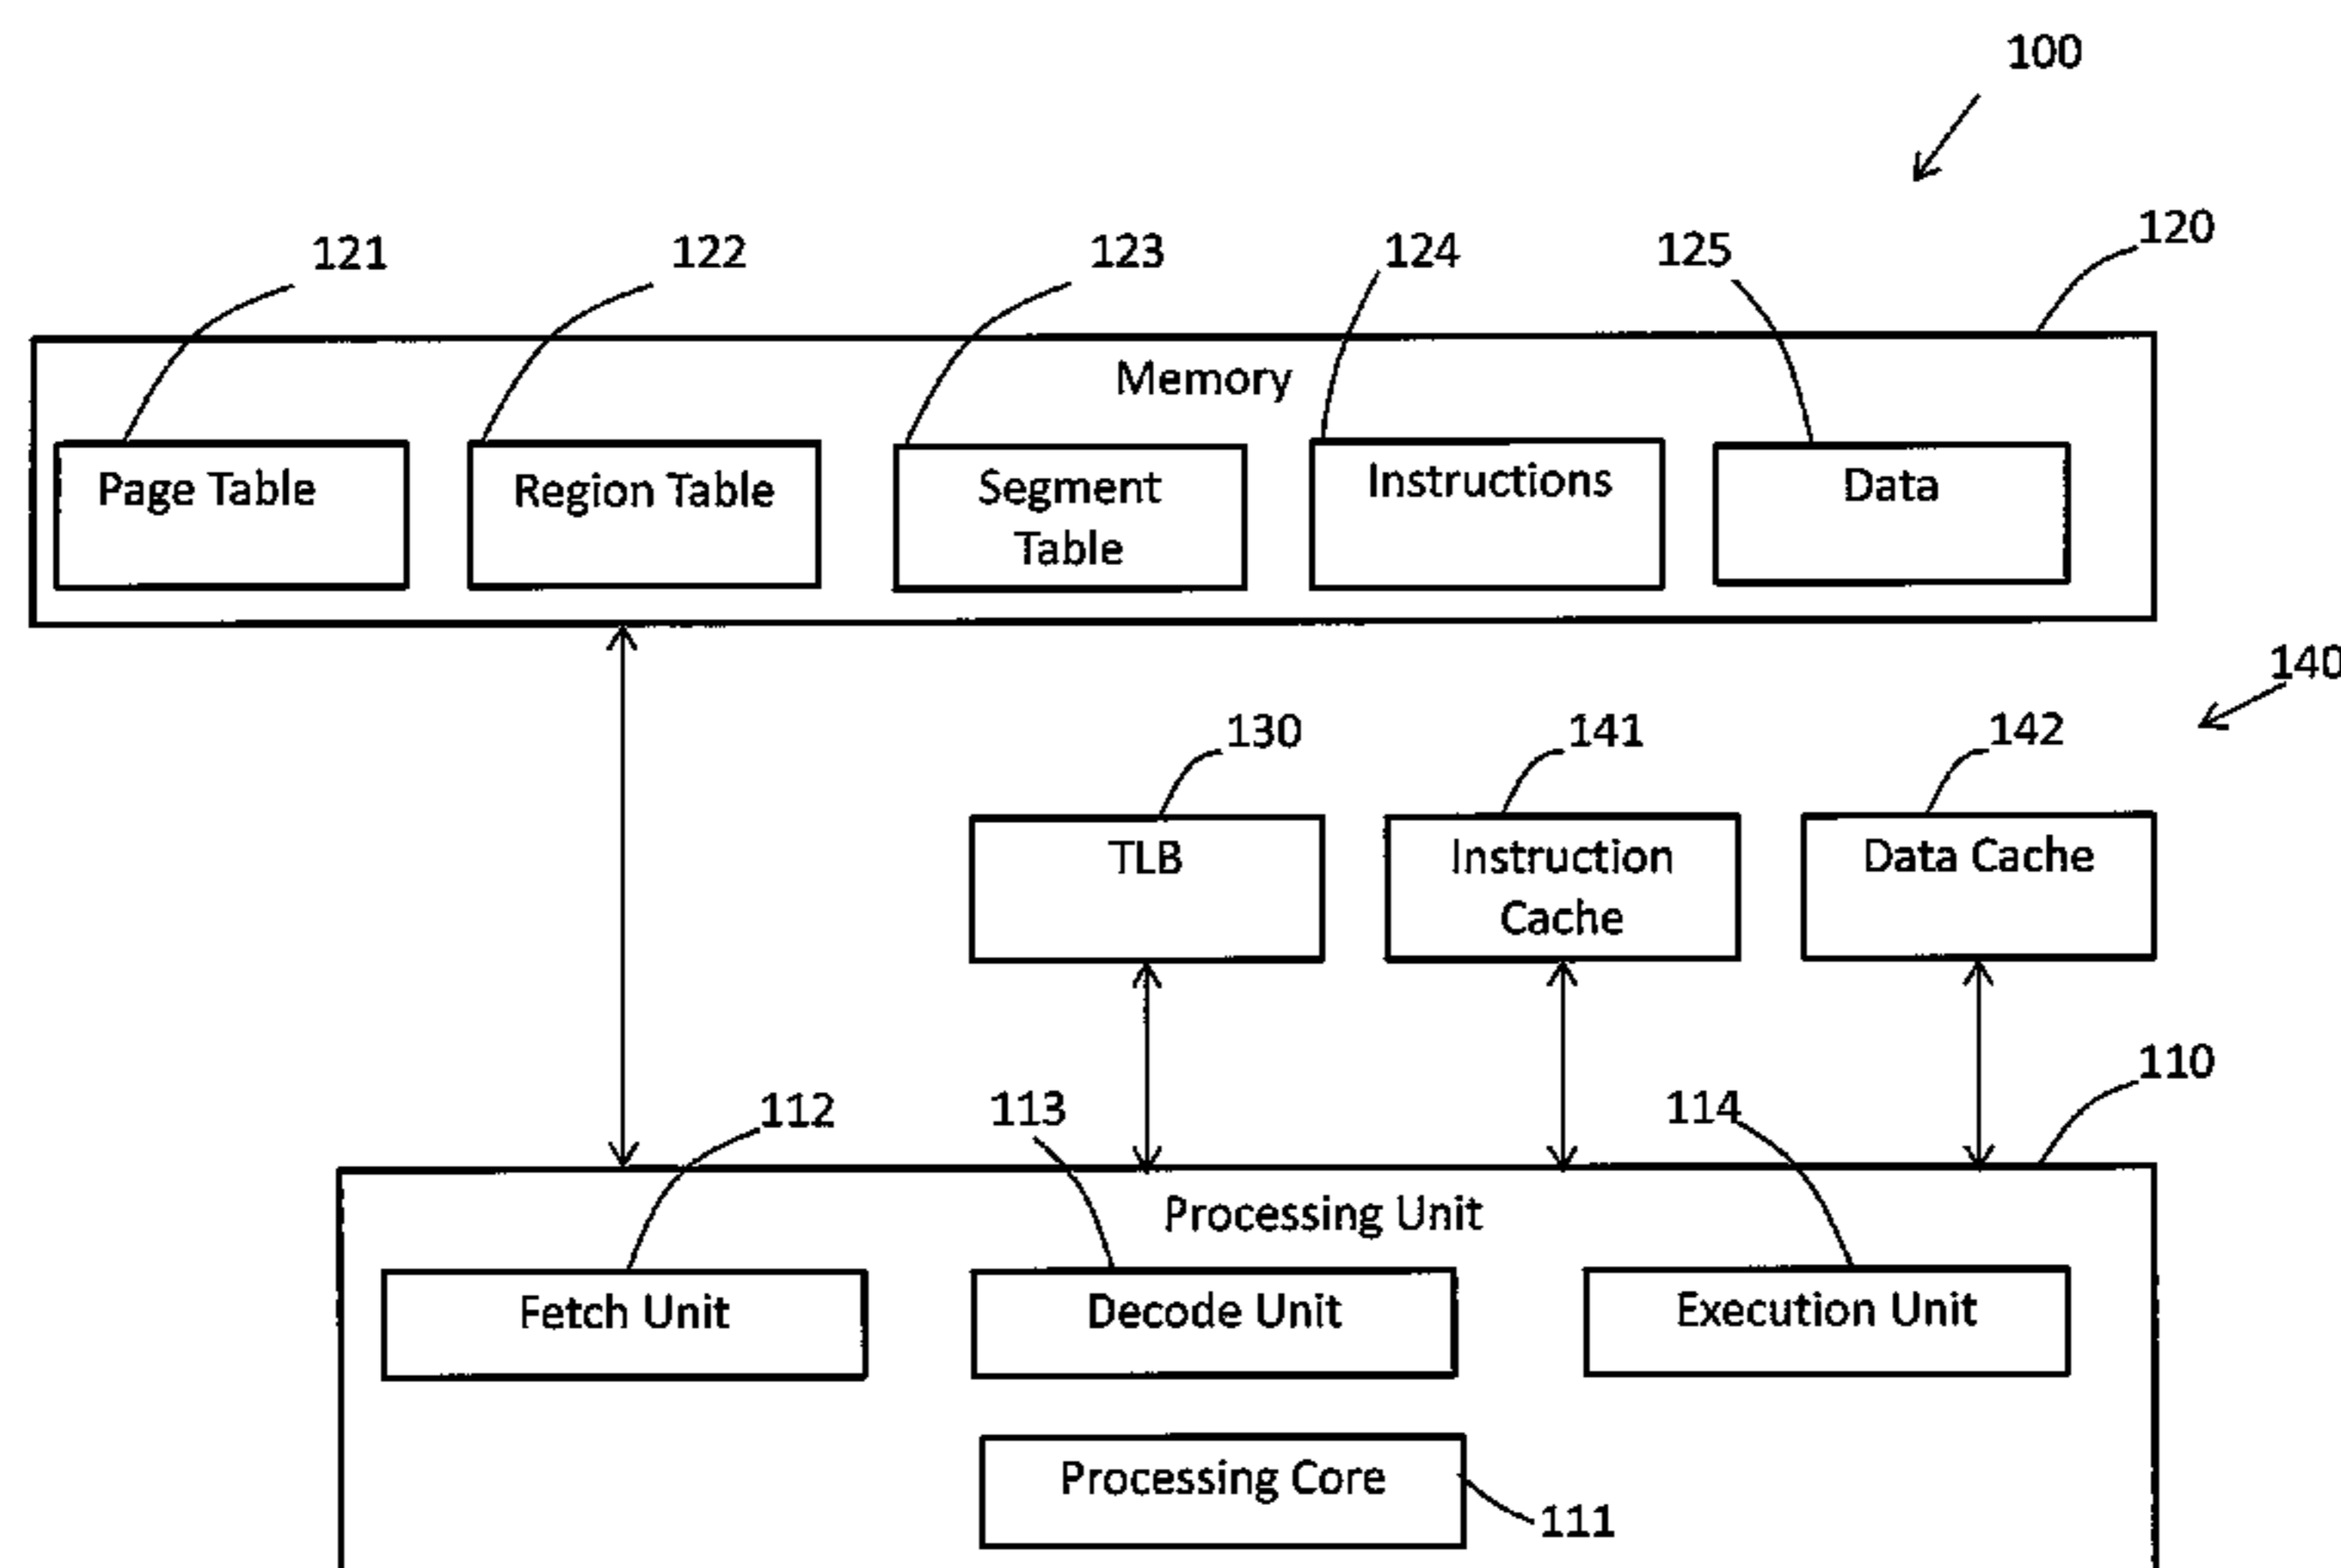 100
120
121
122
123
124
125
Memory
Page Table
Region Table
Segment
Table
Instructions
Data
140
130
141
142
TLB
Instruction
Cache
Data Cache
110
112
113
114
Processing Unit
Fetch Unit
Decode Unit
Execution Unit
Processing Core
111